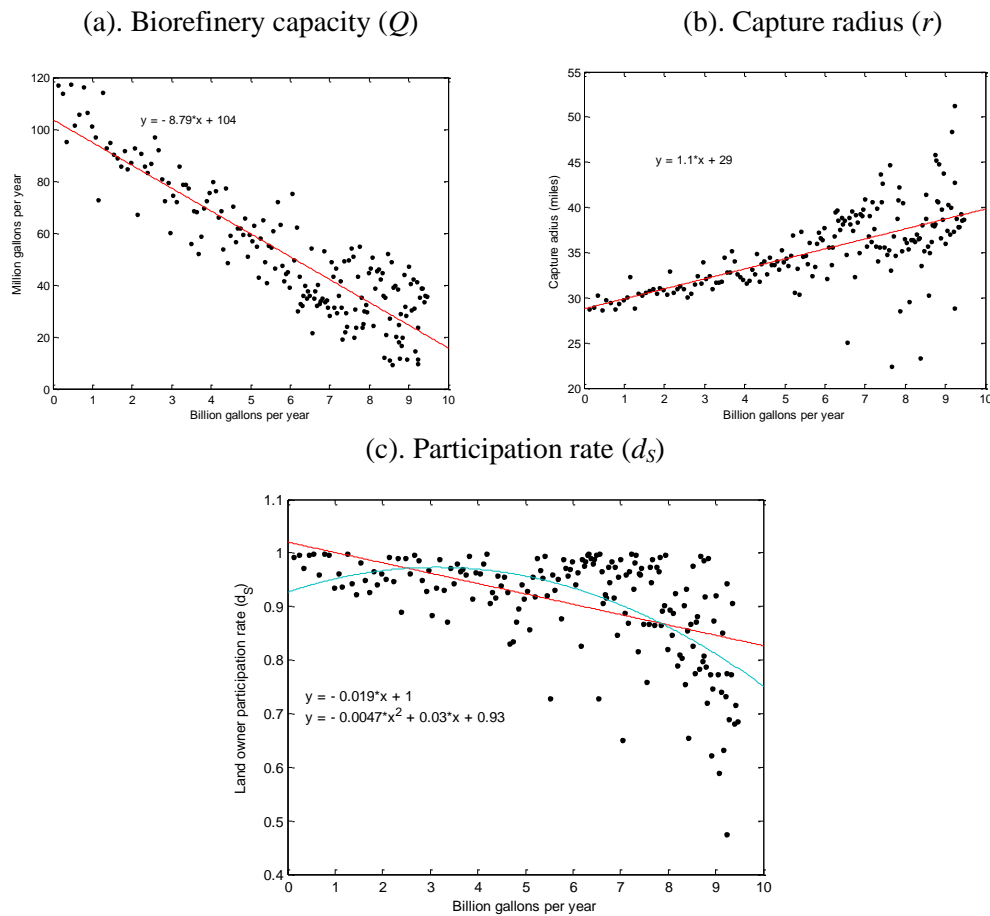 (a). Biorefinery capacity (Q)
(b). Capture radius (r)
120
100
80
60
40
20
0
Million gallons per year
y = - 8.79*x + 104
0 1 2 3 4 5 6 7 8 9 10
Billion gallons per year
55
50
45
40
35
30
25
20
Capture adius (miles)
y = 1.1*x + 29
0 1 2 3 4 5 6 7 8 9 10
Billion gallons per year
(c). Participation rate (dS)
1.1
1
0.9
0.8
0.7
0.6
0.5
0.4
Land owner participation rate (dS)
y = - 0.019*x + 1
y = - 0.0047*x2 + 0.03*x + 0.93
0 1 2 3 4 5 6 7 8 9 10
Billion gallons per year